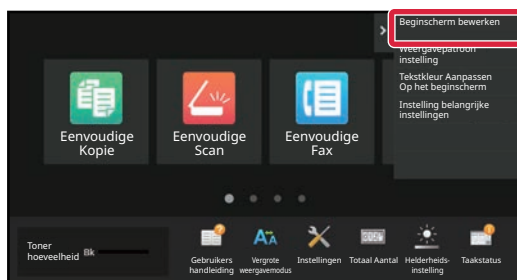 Beginscherm bewerken
Weergavepatroon
instelling
Tekstkleur Aanpassen
Op het beginscherm
Instelling belangrijke
instellingen
Eenvoudige
Kopie
Eenvoudige
Scan
Eenvoudige
Fax
Toner
hoeveelheid Bk
Gebruikers
handleiding
Vergrote
weergavemodus
Instellingen
Totaal Aantal
Helderheids-
instelling
Taakstatus